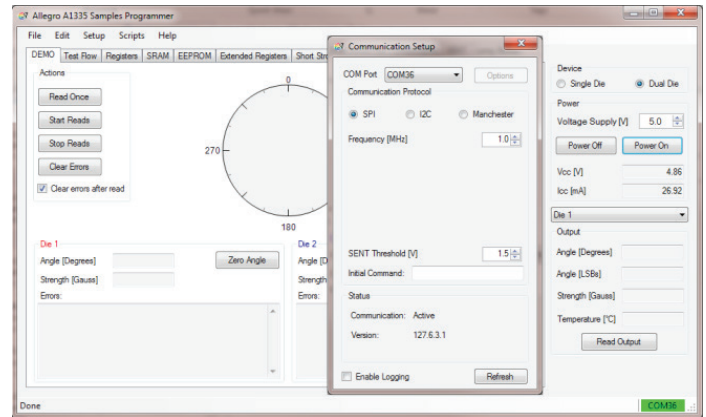 Allegro A1335 Samples Programmer
File Edit Setup Scripts Help
DEMO Test Row Registers SRAM EEPROM Extended Registers Short Str
Actions
Read Once
Start Reads
Stop Reads
Clear Errors
Clear errors after read
0
270
180
Die 1
Angle [Degrees]
Zero Angle
Strength [Gauss]
Errors:
Die 2
Angle [D
Strength
Errors:
Communication Setup
COM Port COM36 Options
Communication Protocol
SPI I2C Manchester
Frequency [MHz] 1.0
SENT Threshold [V] 1.5
Initial Command:
Status
Communication: Active
Version: 127.6.3.1
Enable Logging Refresh
Device
Single Die Dual Die
Power
Voltage Supply [V] 5.0
Power Off Power On
Vcc [V] 4.86
Icc [mA] 26.92
Die 1
Output
Angle [Degrees]
Angle [LSBs]
Strength [Gauss]
Temperature [°C]
Read Output
Done COM36